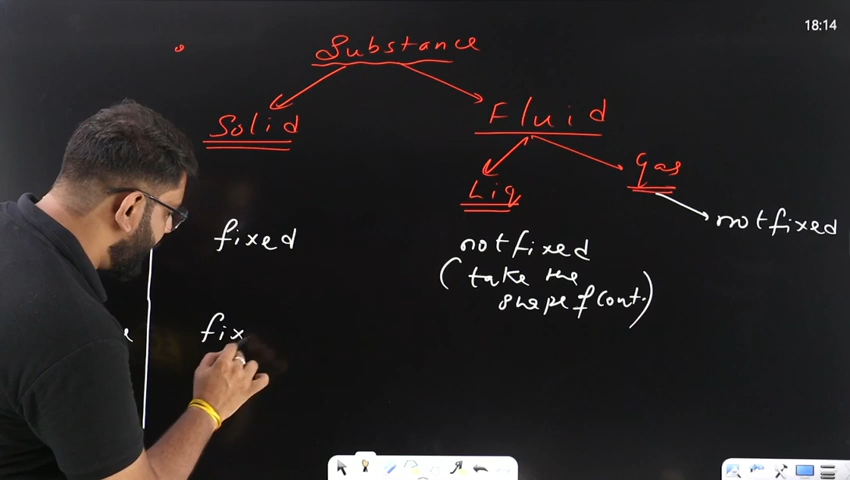 18:14
Substance
Solid
Fluid
Liq
gas
fixed
not fixed
not fixed
(take the
shape of cont.)
fix